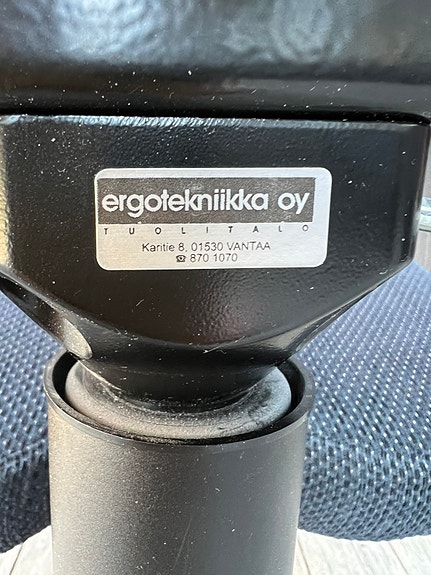 ergotekniikka oy
TUOLITALO
Kantie 8, 01530 VANTAA
☎ 870 1070